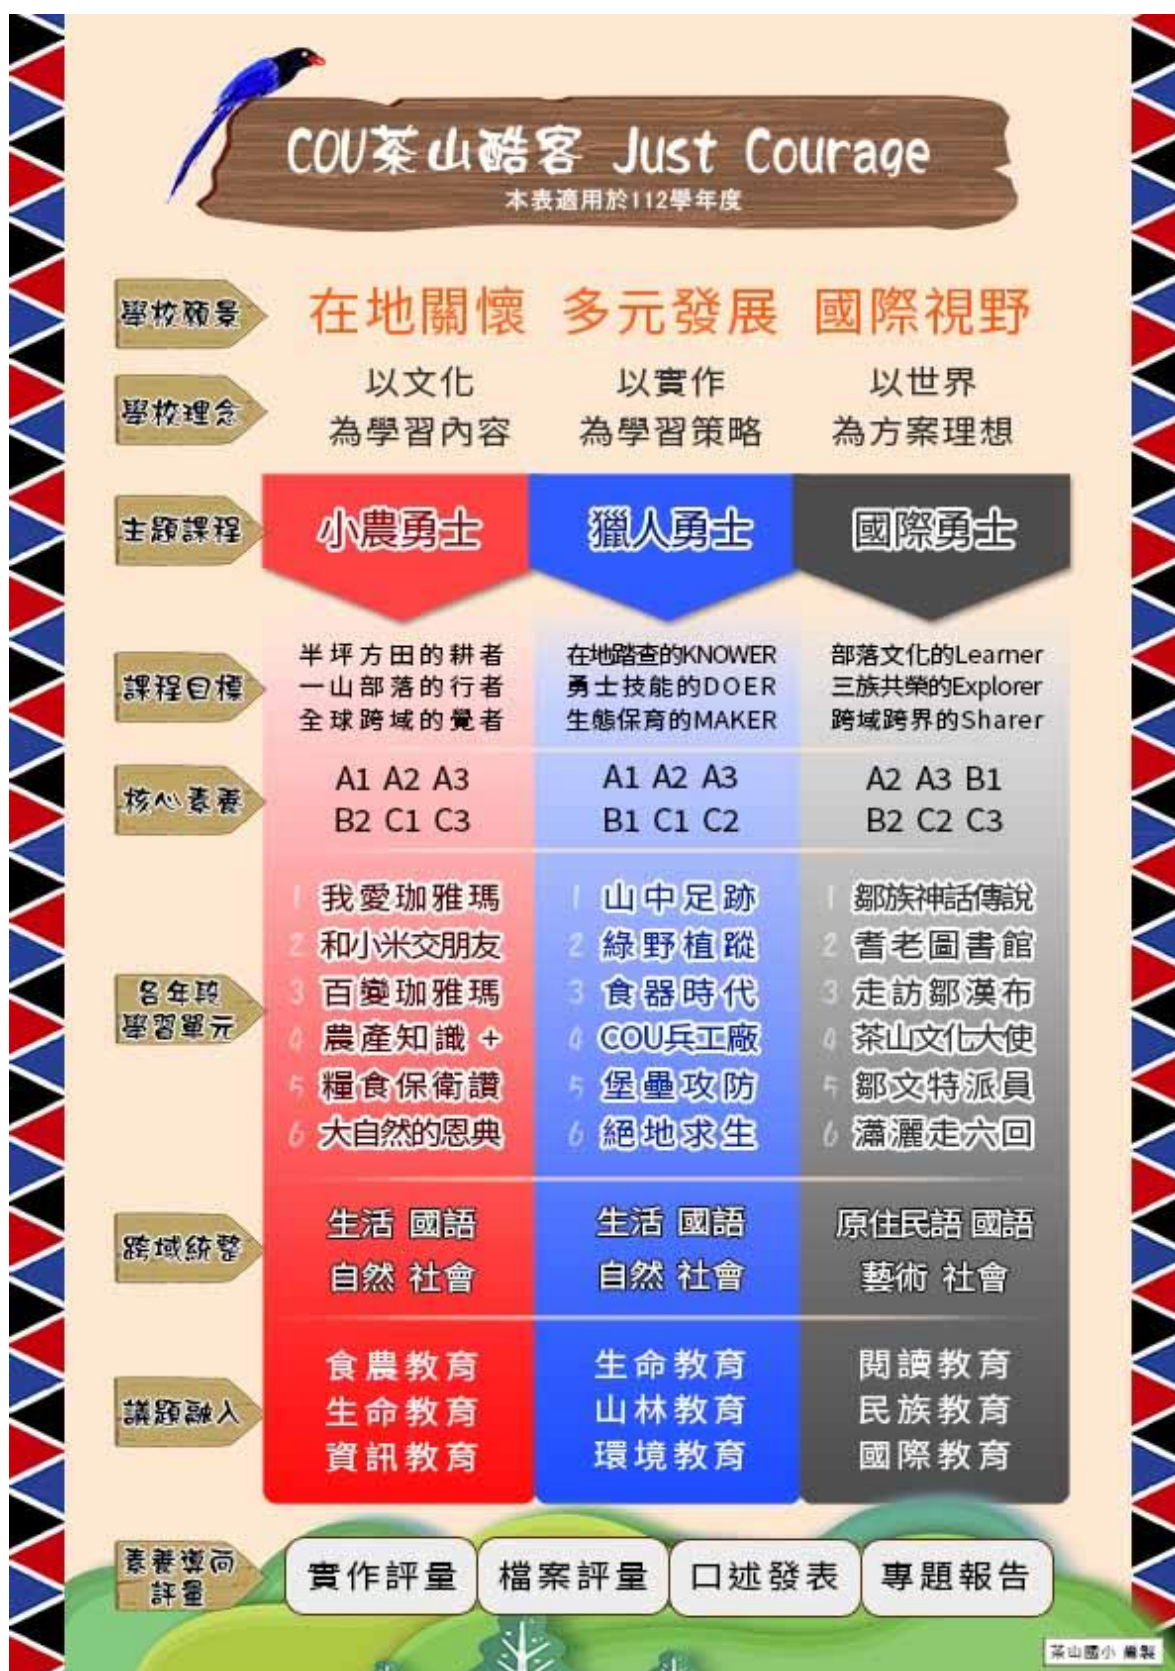 COU茶山酷客 Just Courage
本表適用於112學年度
學校願景
在地關懷 多元發展 國際視野
學校理念
以文化 以實作 以世界
為學習內容 為學習策略 為方案理想
主題課程
小農勇士 獵人勇士 國際勇士
課程目標
半坪方田的耕者 在地踏查的KNOWER 部落文化的Learner
一山部落的行者 勇士技能的DOER 三族共榮的Explorer
全球跨域的覺者 生態保育的MAKER 跨域跨界的Sharer
核心素養
A1 A2 A3 A1 A2 A3 A2 A3 B1
B2 C1 C3 B1 C1 C2 B2 C2 C3
各年段
學習單元
1 我愛珈雅瑪 1 山中足跡 1 鄒族神話傳說
2 和小米交朋友 2 綠野植蹤 2 耆老圖書館
3 百變珈雅瑪 3 食器時代 3 走訪鄒漢布
4 農產知識+ 4 COU兵工廠 4 茶山文化大使
5 糧食保衛讚 5 堡壘攻防 5 鄒文特派員
6 大自然的恩典 6 絕地求生 6 瀟灑走六回
跨域統整
生活 國語 生活 國語 原住民語 國語
自然 社會 自然 社會 藝術 社會
議題融入
食農教育 生命教育 閱讀教育
生命教育 山林教育 民族教育
資訊教育 環境教育 國際教育
素養導向
評量
實作評量 檔案評量 口述發表 專題報告
茶山國小 編製